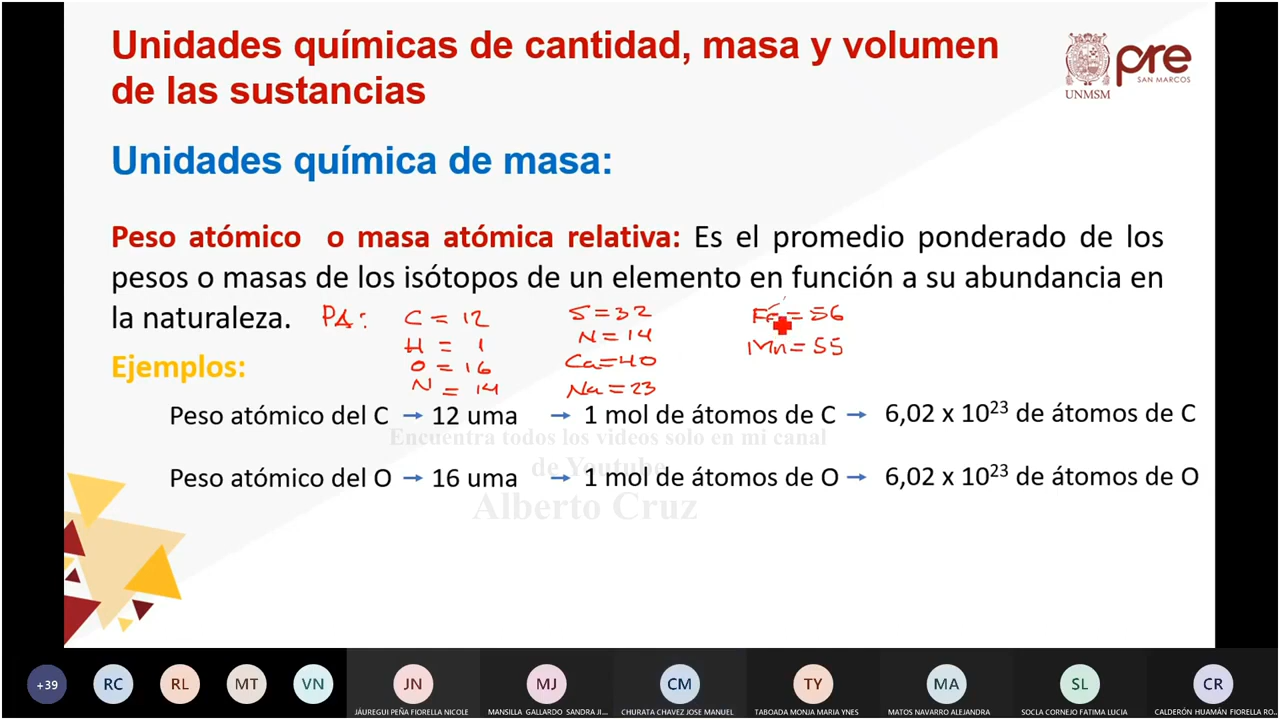 Unidades químicas de cantidad, masa y volumen
de las sustancias
UNMSM
pre
SAN MARCOS
Unidades química de masa:
Peso atómico o masa atómica relativa: Es el promedio ponderado de los
pesos o masas de los isótopos de un elemento en función a su abundancia en
la naturaleza.
PA: C = 12 S = 32 Fe = 56
H = 1 N = 14 Mn = 55
O = 16 Ca = 40
N = 14 Na = 23
Ejemplos:
Peso atómico del C → 12 uma → 1 mol de átomos de C → 6,02 x 10²³ de átomos de C
Encuentra todos los videos solo en mi canal
de Youtube
Peso atómico del O → 16 uma → 1 mol de átomos de O → 6,02 x 10²³ de átomos de O
Alberto Cruz
+39 RC RL MT VN JN MJ CM TY MA SL CR
JÁUREGUI PEÑA FIORELLA NICOLE MANSILLA GALLARDO SANDRA JI... CHURATA CHAVEZ JOSE MANUEL TABOADA MONJA MARIA YNES MATOS NAVARRO ALEJANDRA SOCLA CORNEJO FATIMA LUCIA CALDERÓN HUAMÁN FIORELLA RO